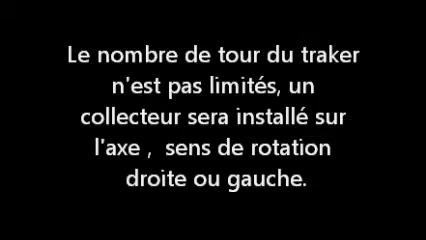 Le nombre de tour du traker
n'est pas limités, un
collecteur sera installé sur
l'axe ,  sens de rotation
droite ou gauche.